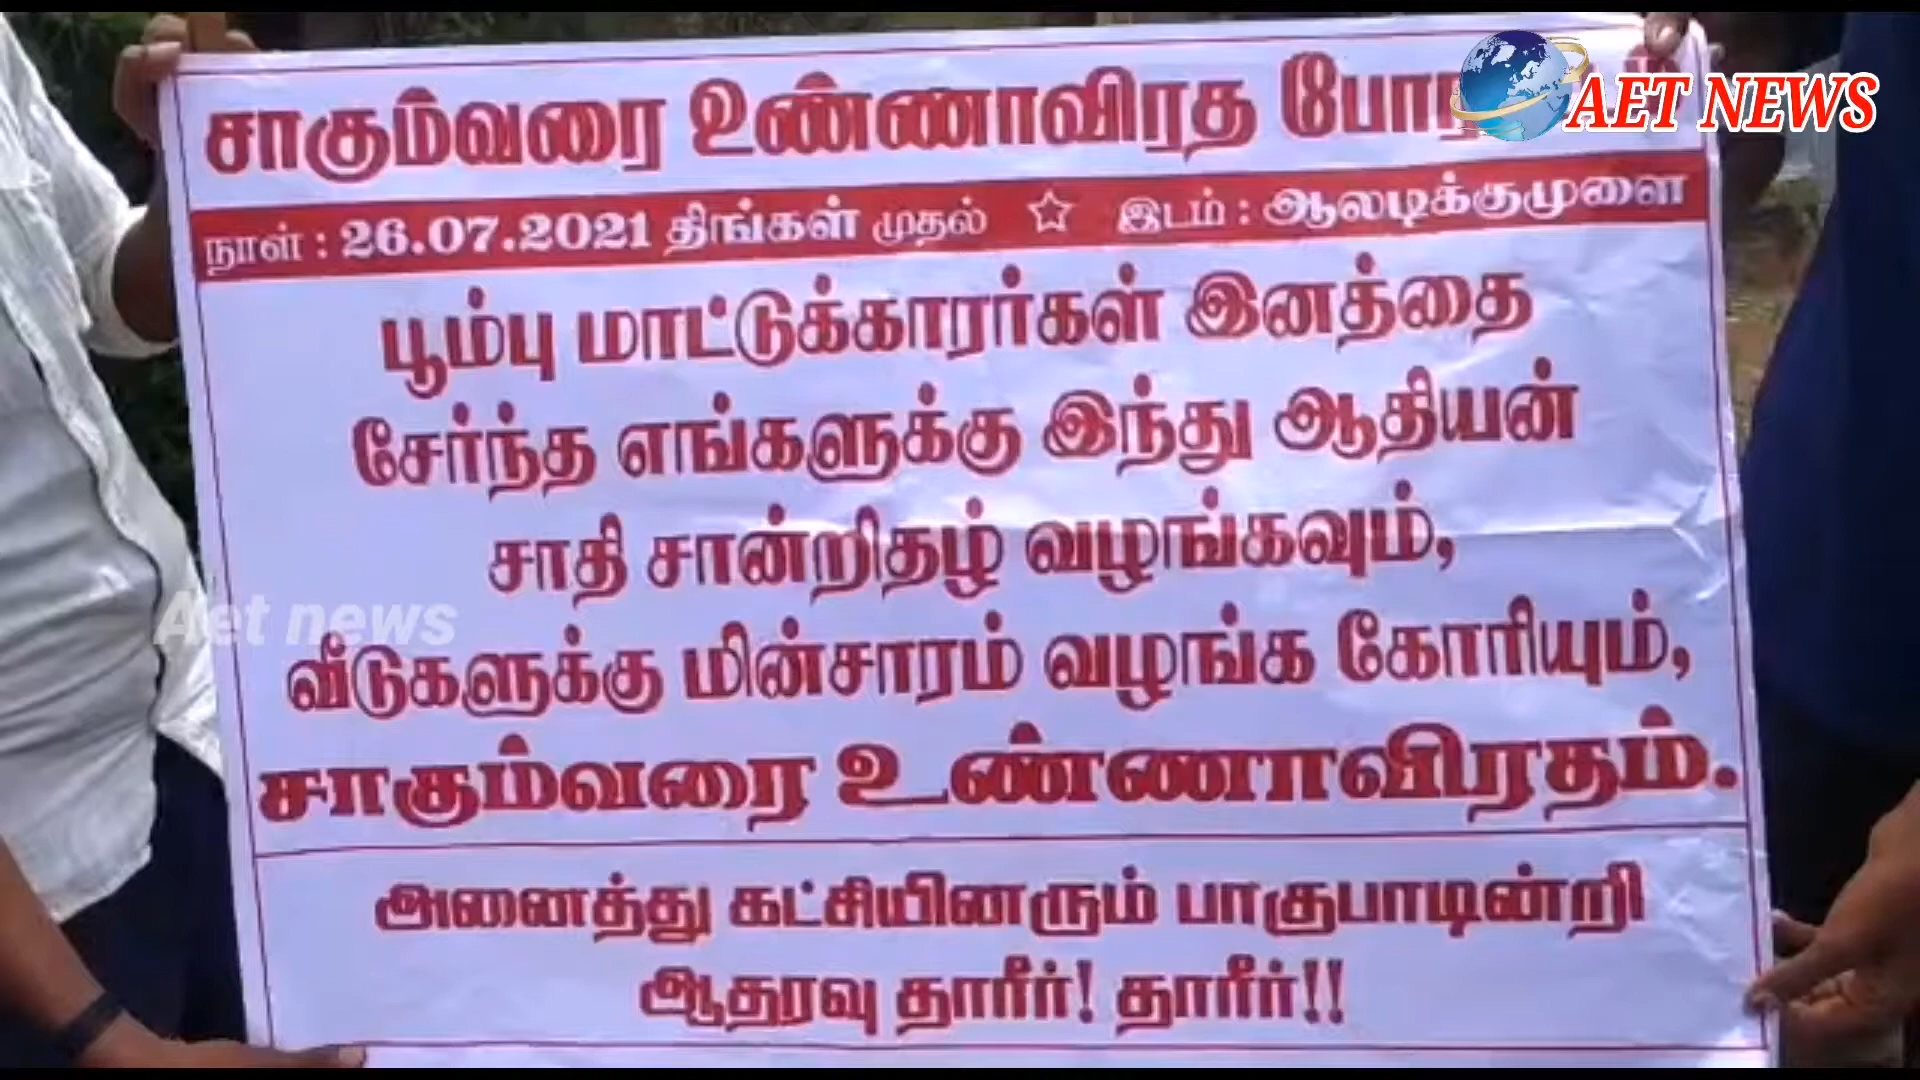 சாகும்வரை உண்ணாவிரத
AET NEWS
நாள் : 26.07.2021 திங்கள் முதல் ☆ இடம் : ஆலடிக்குமுளை
பூம்பு மாட்டுக்காரர்கள் இனத்தை
சேர்ந்த எங்களுக்கு இந்து ஆதியன்
சாதி சான்றிதழ் வழங்கவும்,
Aet news
வீடுகளுக்கு மின்சாரம் வழங்க கோரியும்,
சாகும்வரை உண்ணாவிரதம்.
அனைத்து கட்சியினரும் பாகுபாடின்றி
ஆதரவு தாரீர்! தாரீர்!!